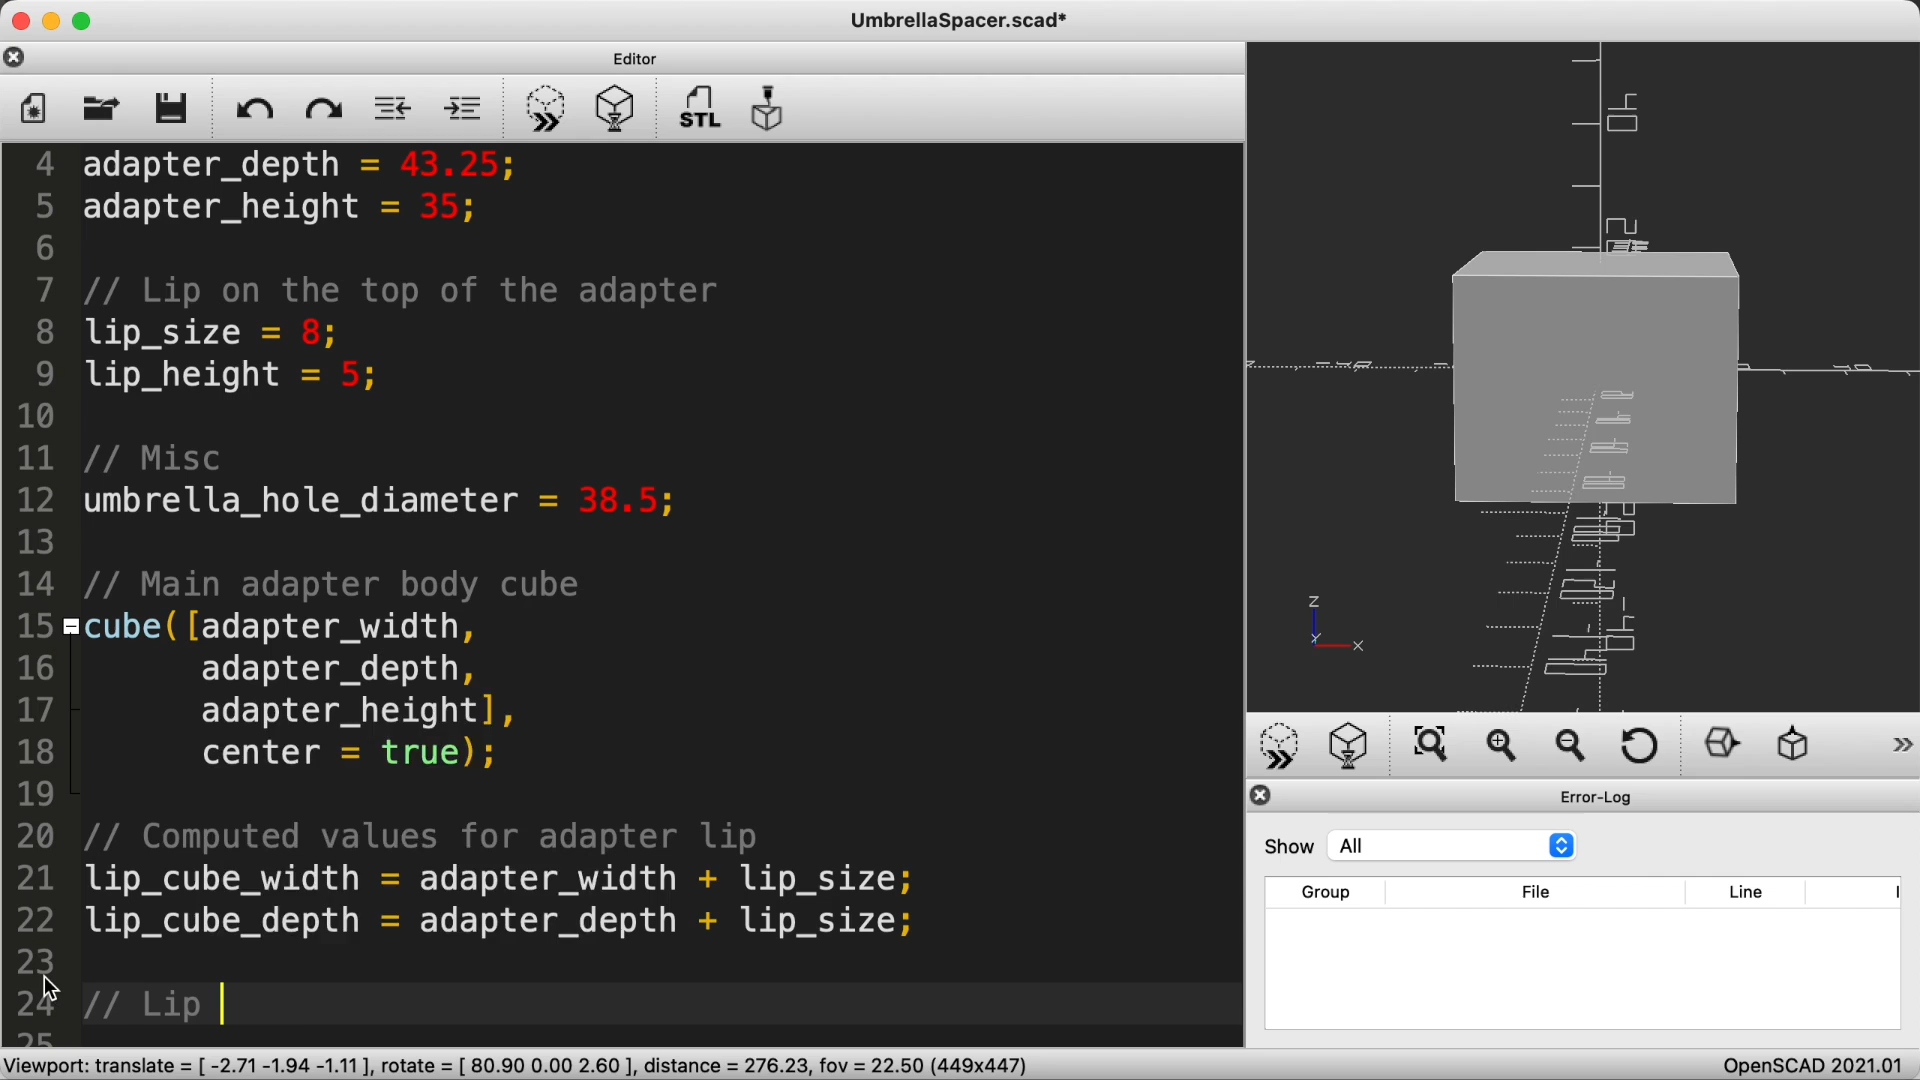 UmbrellaSpacer.scad*
Editor
STL
4 adapter_depth = 43.25;
5 adapter_height = 35;
6
7 // Lip on the top of the adapter
8 lip_size = 8;
9 lip_height = 5;
10
11 // Misc
12 umbrella_hole_diameter = 38.5;
13
14 // Main adapter body cube
15 cube([adapter_width,
16 adapter_depth,
17 adapter_height],
18 center = true);
19
20 // Computed values for adapter lip
21 lip_cube_width = adapter_width + lip_size;
22 lip_cube_depth = adapter_depth + lip_size;
23
24 // Lip
25
Z
Y
X
Error-Log
Show All
Group File Line
Viewport: translate = [ -2.71 -1.94 -1.11 ], rotate = [ 80.90 0.00 2.60 ], distance = 276.23, fov = 22.50 (449x447)
OpenSCAD 2021.01